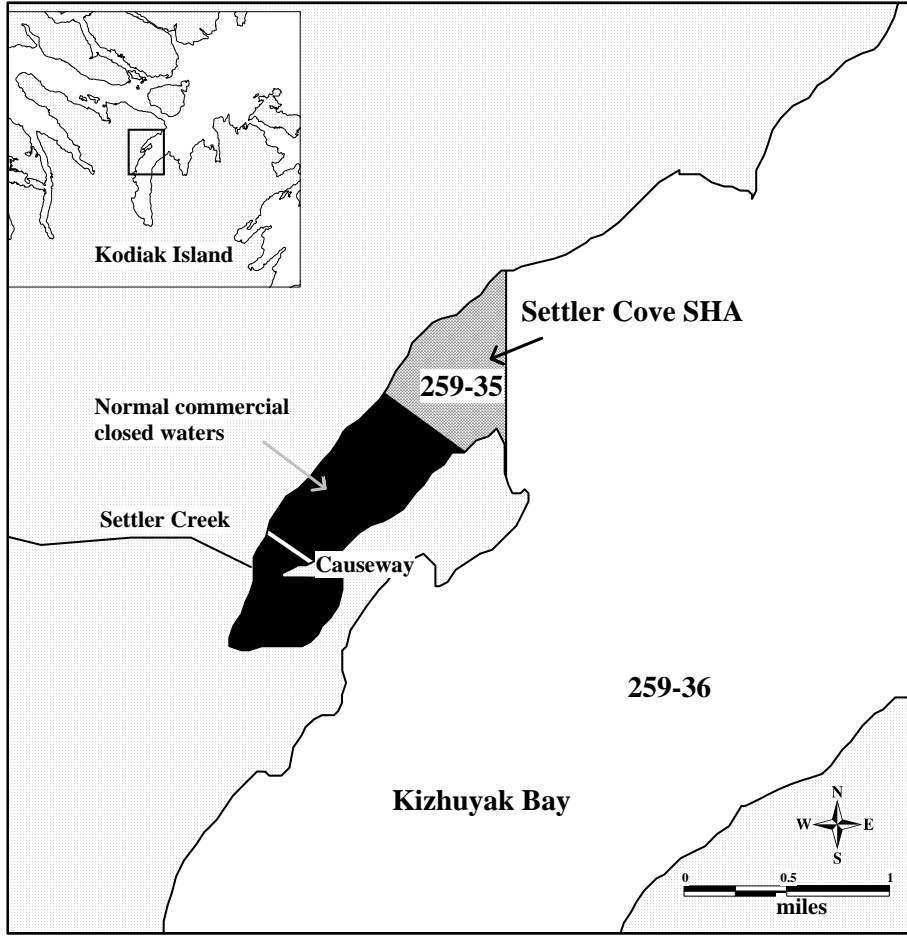 Kodiak Island
Settler Cove SHA
259-35
Normal commercial
closed waters
Settler Creek
Causeway
259-36
Kizhuyak Bay
N
W
E
S
0
0.5
1
miles